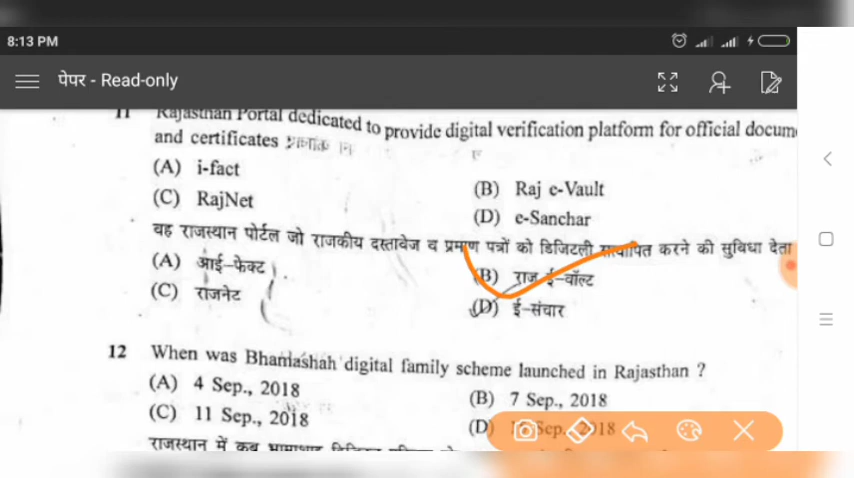 8:13 PM
पेपर - Read-only
11 Rajasthan Portal dedicated to provide digital verification platform for official docum
and certificates
(A) i-fact
(B) Raj e-Vault
(C) RajNet
(D) e-Sanchar
यह राजस्थान पोर्टल जो राजकीय दस्तावेज व प्रमाण पत्रों को डिजिटली सत्यापित करने की सुविधा देता
(A) आई-फेक्ट
(B) राज ई-वॉल्ट
(C) राजनेट
(D) ई-संचार
12 When was Bhamashah digital family scheme launched in Rajasthan ?
(A) 4 Sep., 2018
(B) 7 Sep., 2018
(C) 11 Sep., 2018
(D) Sep. 2018
राजस्थान में कब भामाशाह